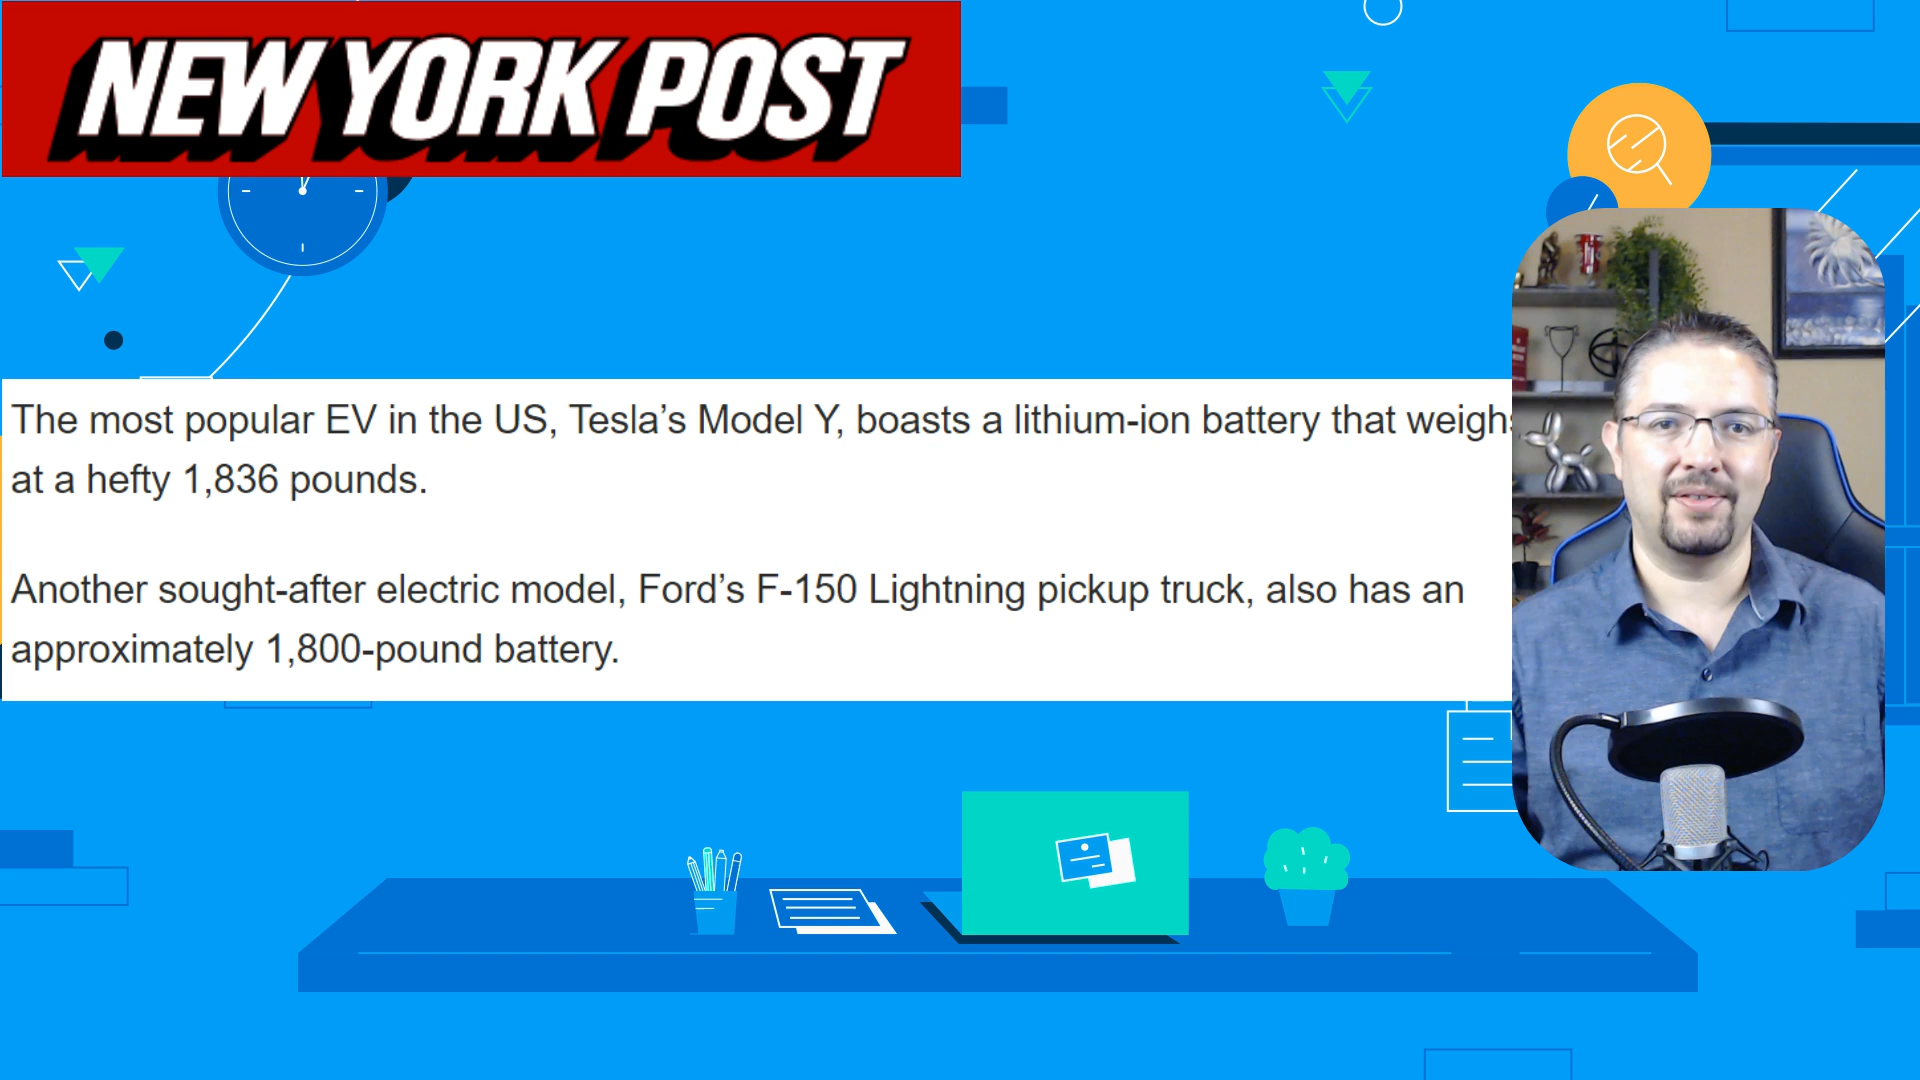 NEW YORK POST
The most popular EV in the US, Tesla’s Model Y, boasts a lithium-ion battery that weighs
at a hefty 1,836 pounds.
Another sought-after electric model, Ford’s F-150 Lightning pickup truck, also has an
approximately 1,800-pound battery.